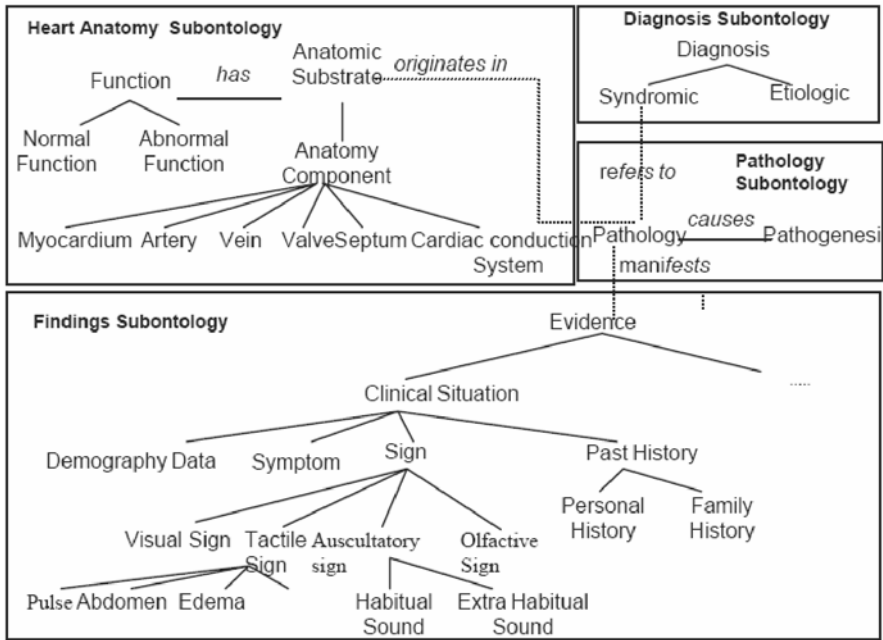 Heart Anatomy Subontology
Function
has
Anatomic
Substrate
originates in
Normal
Function
Abnormal
Function
Anatomy
Component
Myocardium Artery Vein Valve Septum Cardiac conduction
System
Diagnosis Subontology
Diagnosis
Syndromic
Etiologic
refers to
Pathology
Subontology
Pathology
causes
Pathogenesi
manifests
Findings Subontology
Evidence
.....
Clinical Situation
Demography Data
Symptom
Sign
Past History
Personal
History
Family
History
Visual Sign
Tactile
Sign
Auscultatory
sign
Olfactive
Sign
Pulse Abdomen Edema
Habitual
Sound
Extra Habitual
Sound